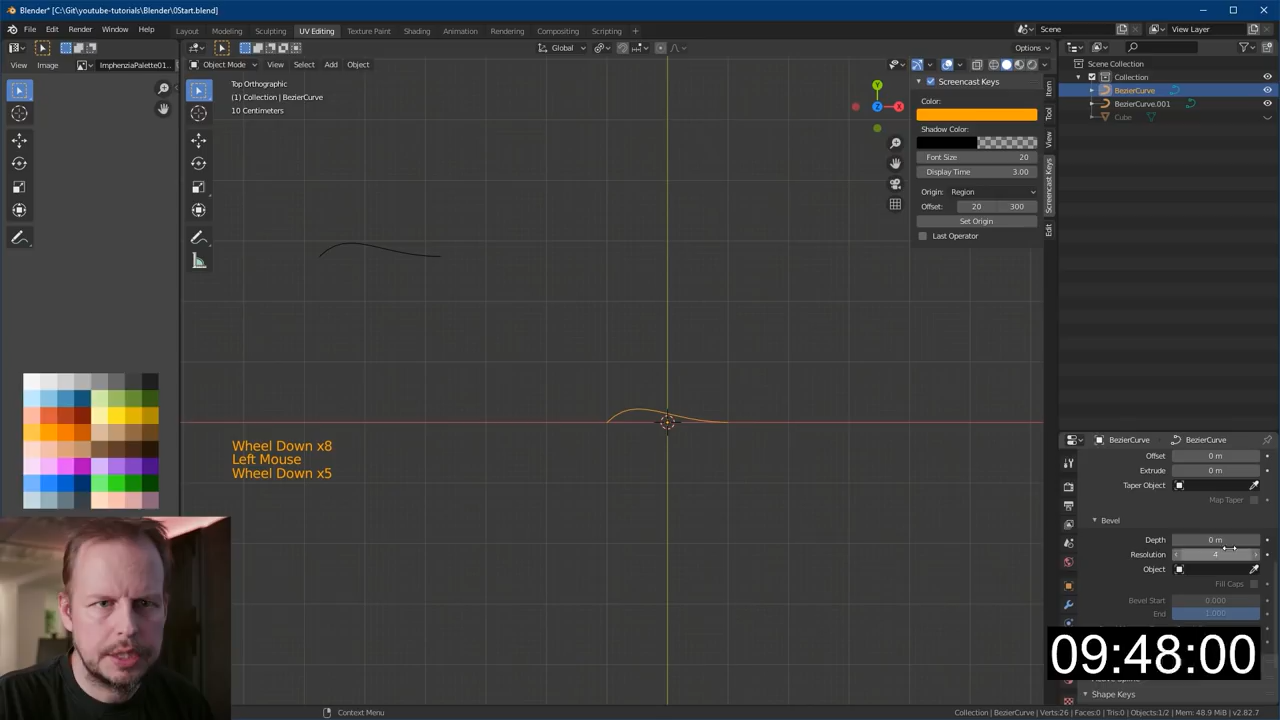 Blender* [C:\Git\youtube-tutorials\Blender\0Start.blend]
File Edit Render Window Help
Layout Modeling Sculpting UV Editing Texture Paint Shading Animation Rendering Compositing Scripting +
Scene
View Layer
View Image ImphenziaPalette01...
Global
Options
Object Mode View Select Add Object
Top Orthographic
(1) Collection | BezierCurve
10 Centimeters
Y
X
Z
Screencast Keys
Color:
Shadow Color:
Font Size 20
Display Time 3.00
Origin: Region
Offset: 20 300
Set Origin
Last Operator
Item
Tool
View
Screencast Keys
Edit
Scene Collection
Collection
BezierCurve
BezierCurve.001
Cube
Wheel Down x8
Left Mouse
Wheel Down x5
BezierCurve BezierCurve
Offset 0 m
Extrude 0 m
Taper Object
Map Taper
Bevel
Depth 0 m
Resolution 4
Object
Fill Caps
Bevel Start 0.000
End 1.000
09:48:00
Shape Keys
Context Menu
Collection | BezierCurve | Verts:26 | Faces:0 | Tris:0 | Objects:1/2 | Mem: 48.9 MiB | v2.82.7